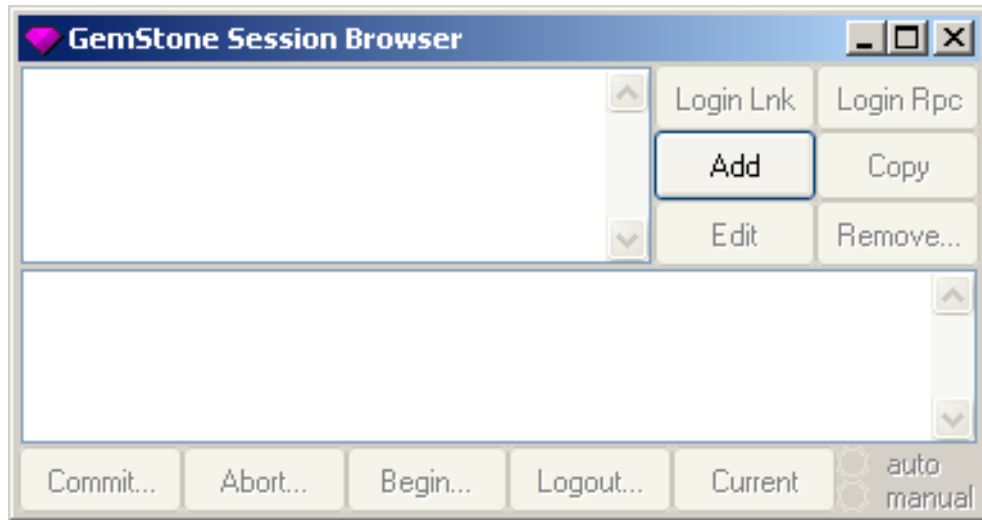 GemStone Session Browser
Login Lnk Login Rpc
Add Copy
Edit Remove...
Commit... Abort... Begin... Logout... Current auto
manual